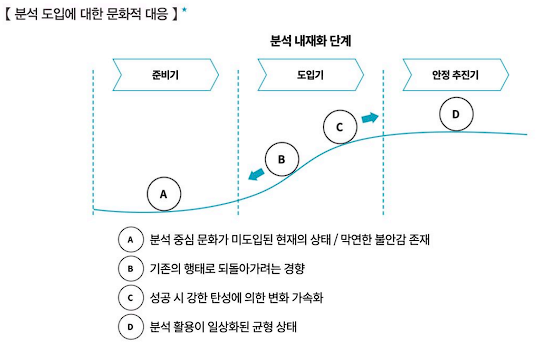 【 분석 도입에 대한 문화적 대응 】 *
분석 내재화 단계
준비기
도입기
안정 추진기
A
B
C
D
A 분석 중심 문화가 미도입된 현재의 상태 / 막연한 불안감 존재
B 기존의 행태로 되돌아가려는 경향
C 성공 시 강한 탄성에 의한 변화 가속화
D 분석 활용이 일상화된 균형 상태